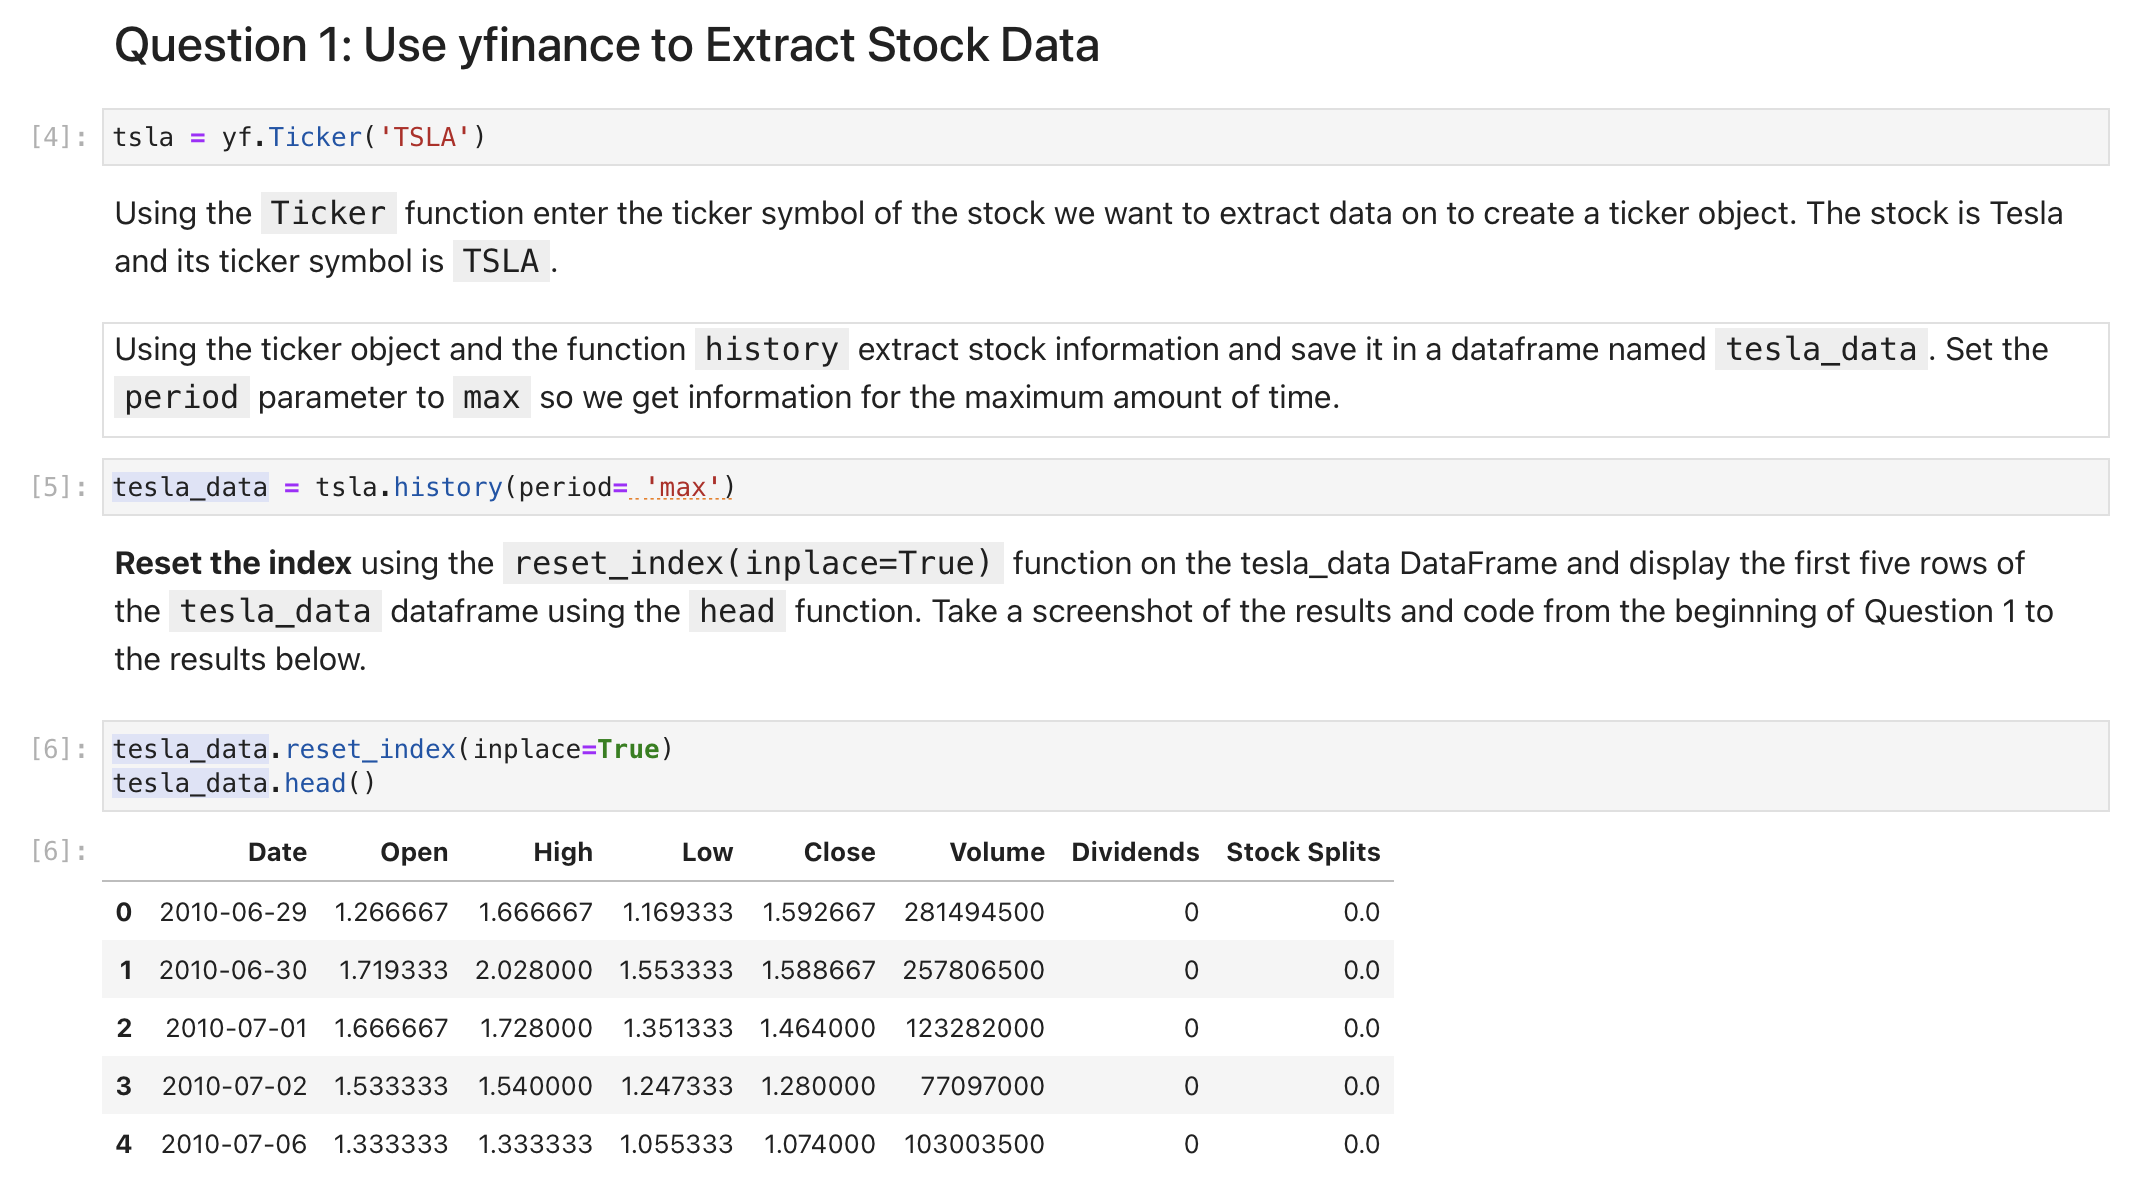 Question 1: Use yfinance to Extract Stock Data
[4]: tsla = yf.Ticker('TSLA')
Using the Ticker function enter the ticker symbol of the stock we want to extract data on to create a ticker object. The stock is Tesla
and its ticker symbol is TSLA .
Using the ticker object and the function history extract stock information and save it in a dataframe named tesla_data . Set the
period parameter to max so we get information for the maximum amount of time.
[5]: tesla_data = tsla.history(period= 'max')
Reset the index using the reset_index(inplace=True) function on the tesla_data DataFrame and display the first five rows of
the tesla_data dataframe using the head function. Take a screenshot of the results and code from the beginning of Question 1 to
the results below.
[6]: tesla_data.reset_index(inplace=True)
tesla_data.head()
[6]: Date Open High Low Close Volume Dividends Stock Splits
0 2010-06-29 1.266667 1.666667 1.169333 1.592667 281494500 0 0.0
1 2010-06-30 1.719333 2.028000 1.553333 1.588667 257806500 0 0.0
2 2010-07-01 1.666667 1.728000 1.351333 1.464000 123282000 0 0.0
3 2010-07-02 1.533333 1.540000 1.247333 1.280000 77097000 0 0.0
4 2010-07-06 1.333333 1.333333 1.055333 1.074000 103003500 0 0.0